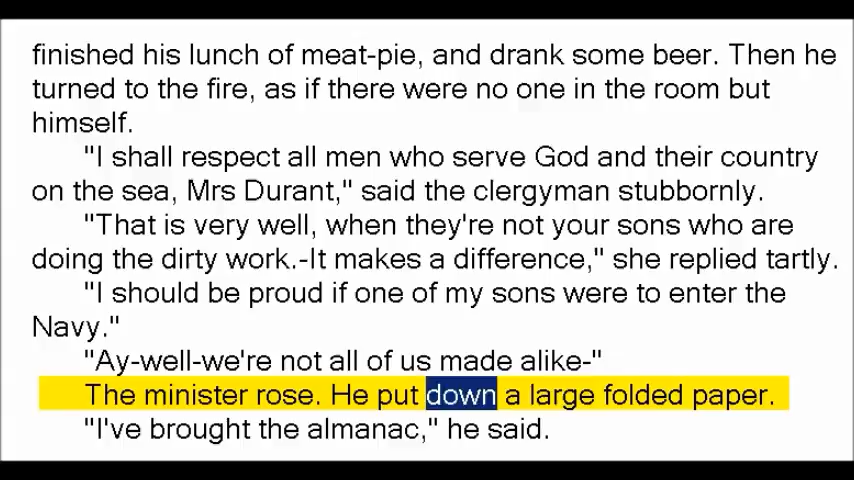 finished his lunch of meat-pie, and drank some beer. Then he
turned to the fire, as if there were no one in the room but
himself.
"I shall respect all men who serve God and their country
on the sea, Mrs Durant," said the clergyman stubbornly.
"That is very well, when they're not your sons who are
doing the dirty work.-It makes a difference," she replied tartly.
"I should be proud if one of my sons were to enter the
Navy."
"Ay-well-we're not all of us made alike-"
The minister rose. He put down a large folded paper.
"I've brought the almanac," he said.